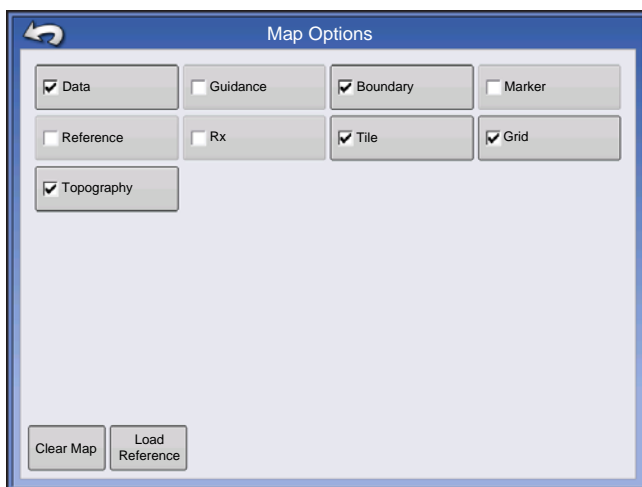 Map Options
Data
Guidance
Boundary
Marker
Reference
Rx
Tile
Grid
Topography
Clear Map
Load
Reference